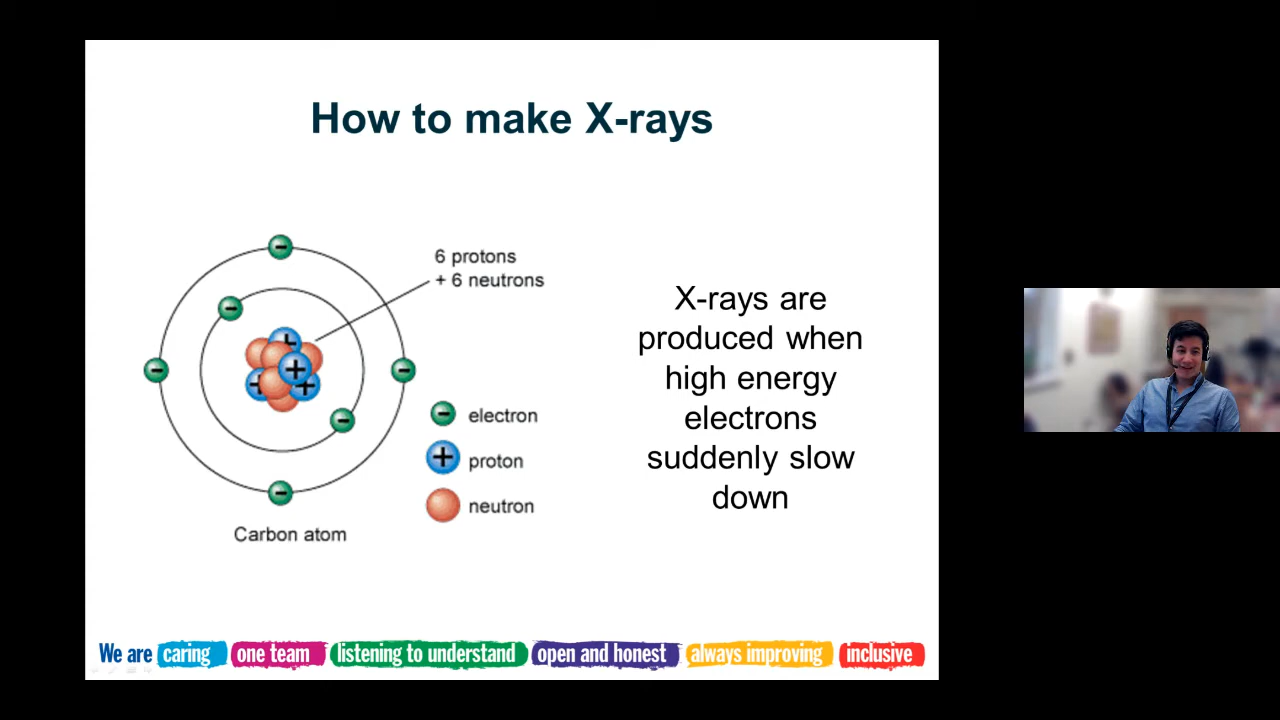 How to make X-rays
6 protons
+ 6 neutrons
X-rays are
produced when
high energy
electrons
suddenly slow
down
electron
proton
neutron
Carbon atom
We are caring one team listening to understand open and honest always improving inclusive